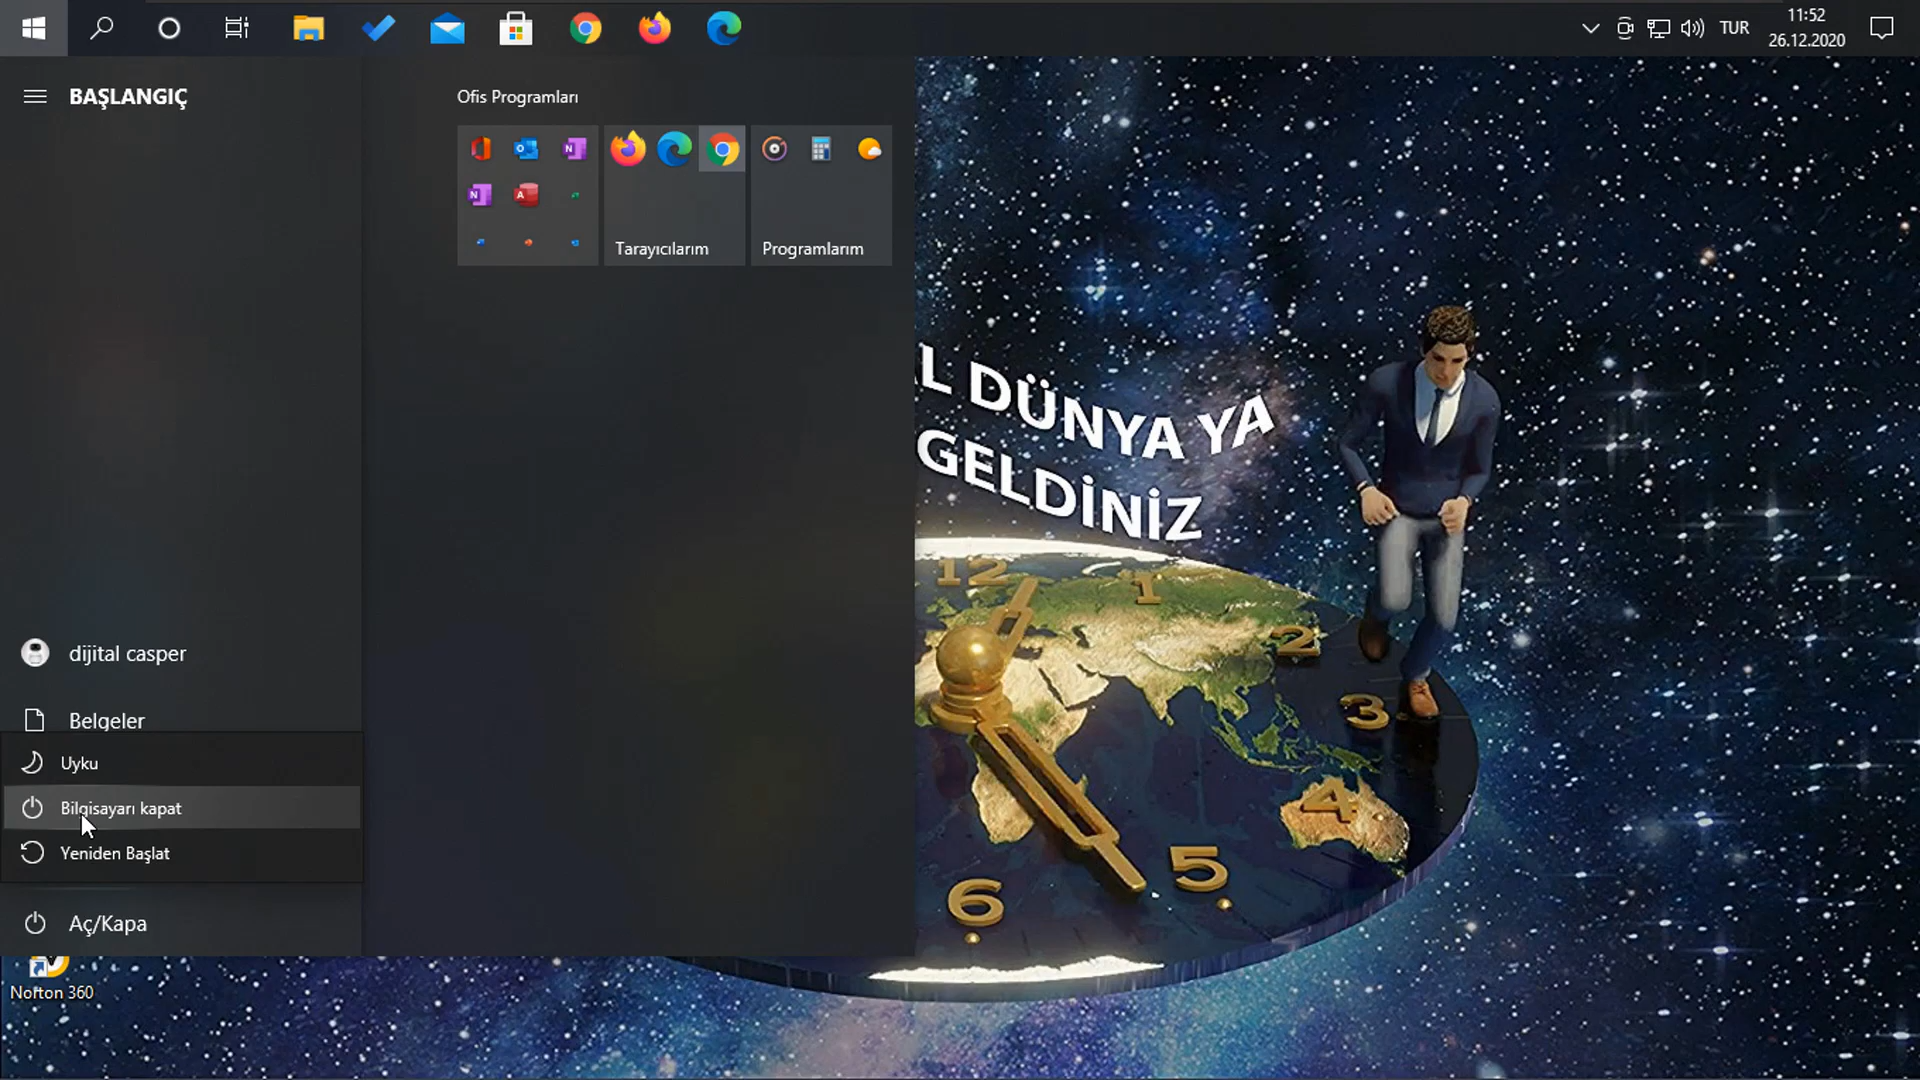 TUR
11:52
26.12.2020
BAŞLANGIÇ
Ofis Programları
Tarayıcılarım
Programlarım
L DÜNYA YA
GELDİNİZ
12
1
2
3
4
5
6
dijital casper
Belgeler
Uyku
Bilgisayarı kapat
Yeniden Başlat
Aç/Kapa
Norton 360